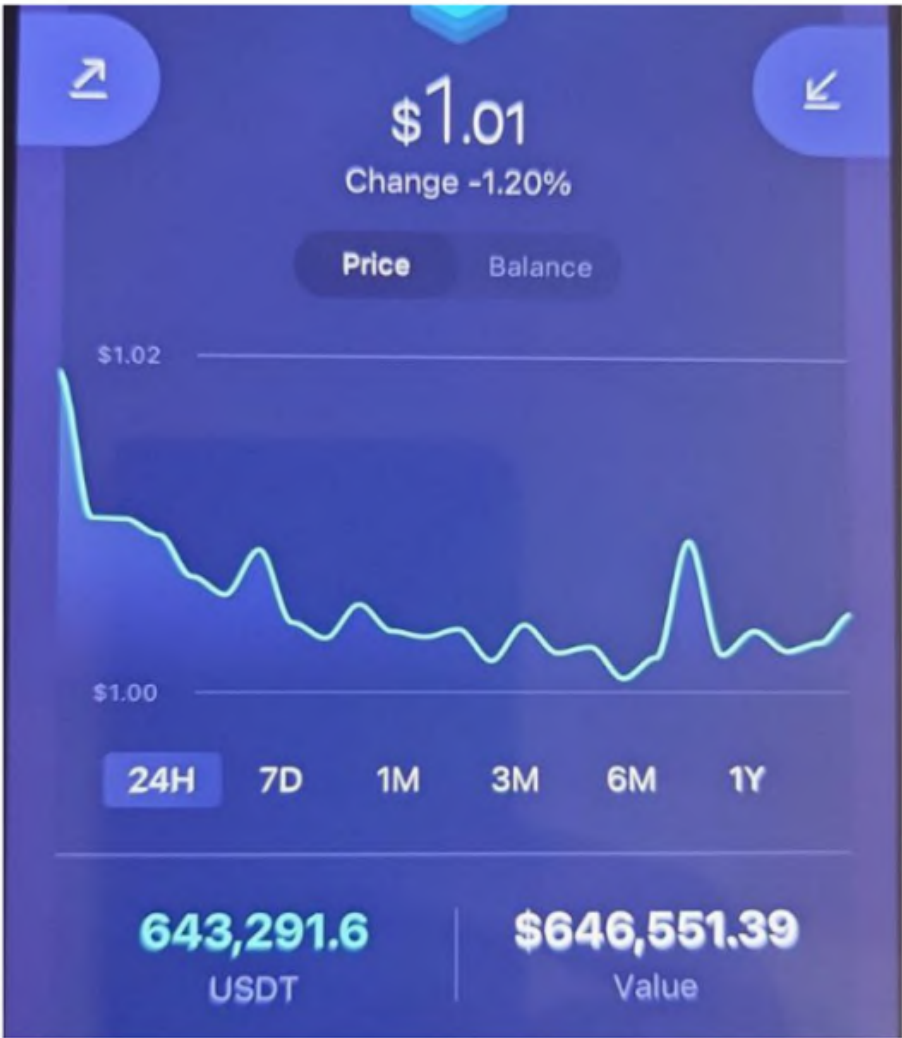 $1.01
Change -1.20%
Price Balance
$1.02
$1.00
24H 7D 1M 3M 6M 1Y
643,291.6 $646,551.39
USDT Value